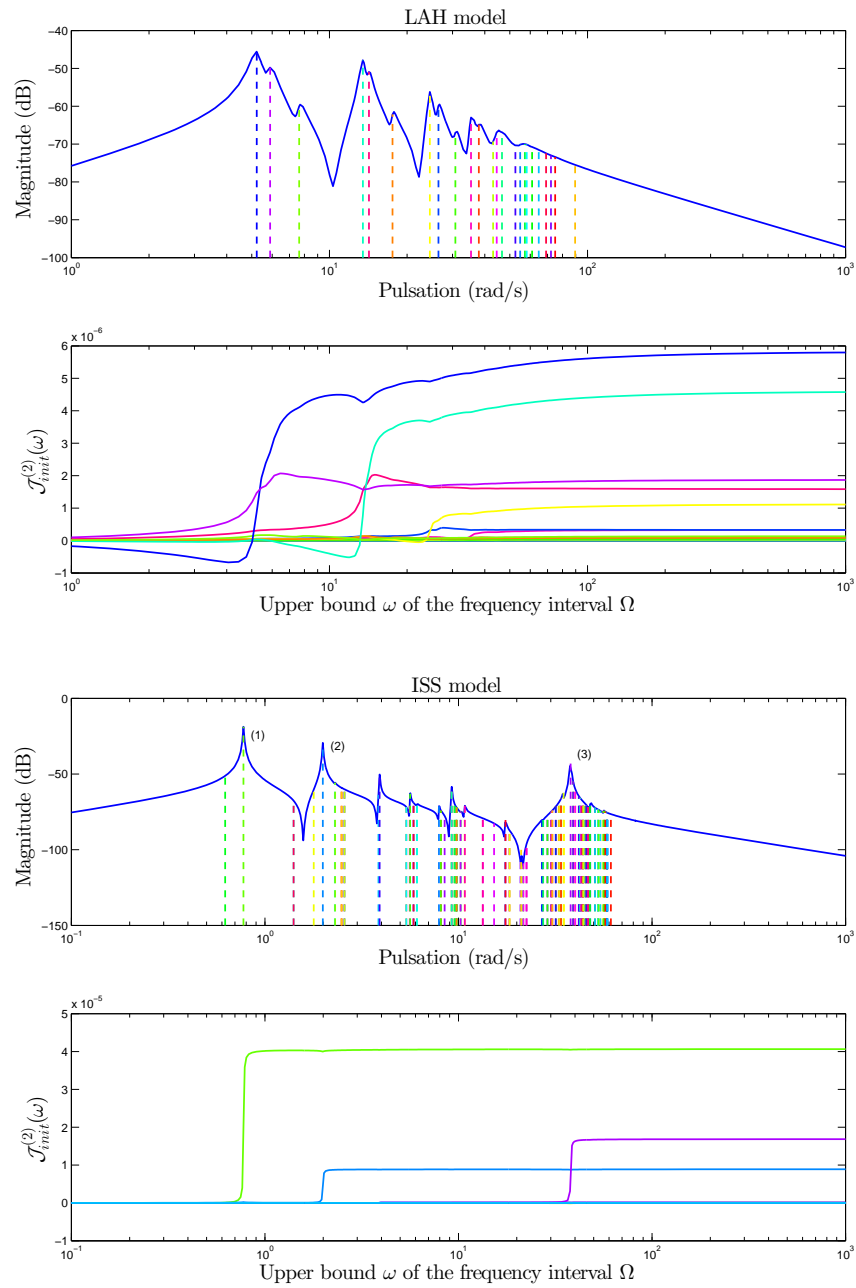 LAH model
−40
−50
−60
−70
−80
−90
−100
Magnitude (dB)
10^0 10^1 10^2 10^3
Pulsation (rad/s)
x 10^−6
6
5
4
3
2
1
0
−1
𝒥_init^(2)(ω)
10^0 10^1 10^2 10^3
Upper bound ω of the frequency interval Ω
ISS model
0
−50
−100
−150
Magnitude (dB)
(1) (2) (3)
10^−1 10^0 10^1 10^2 10^3
Pulsation (rad/s)
x 10^−5
5
4
3
2
1
0
−1
𝒥_init^(2)(ω)
10^−1 10^0 10^1 10^2 10^3
Upper bound ω of the frequency interval Ω